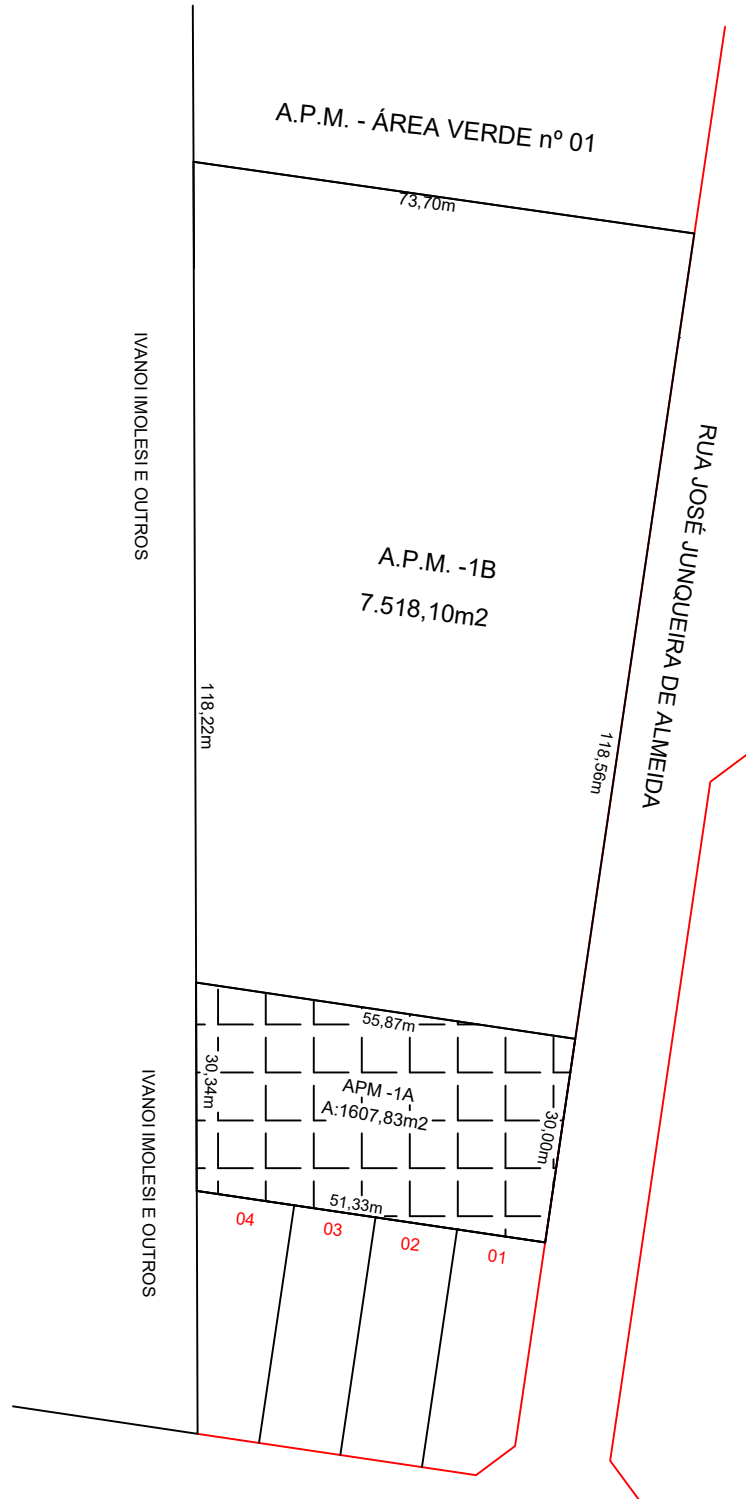 A.P.M. - ÁREA VERDE nº 01
73,70m
IVANOI IMOLESI E OUTROS
RUA JOSÉ JUNQUEIRA DE ALMEIDA
A.P.M. -1B
7.518,10m2
118,22m
118,56m
55,87m
30,34m
APM -1A
A:1607,83m2
30,00m
IVANOI IMOLESI E OUTROS
51,33m
04
03
02
01